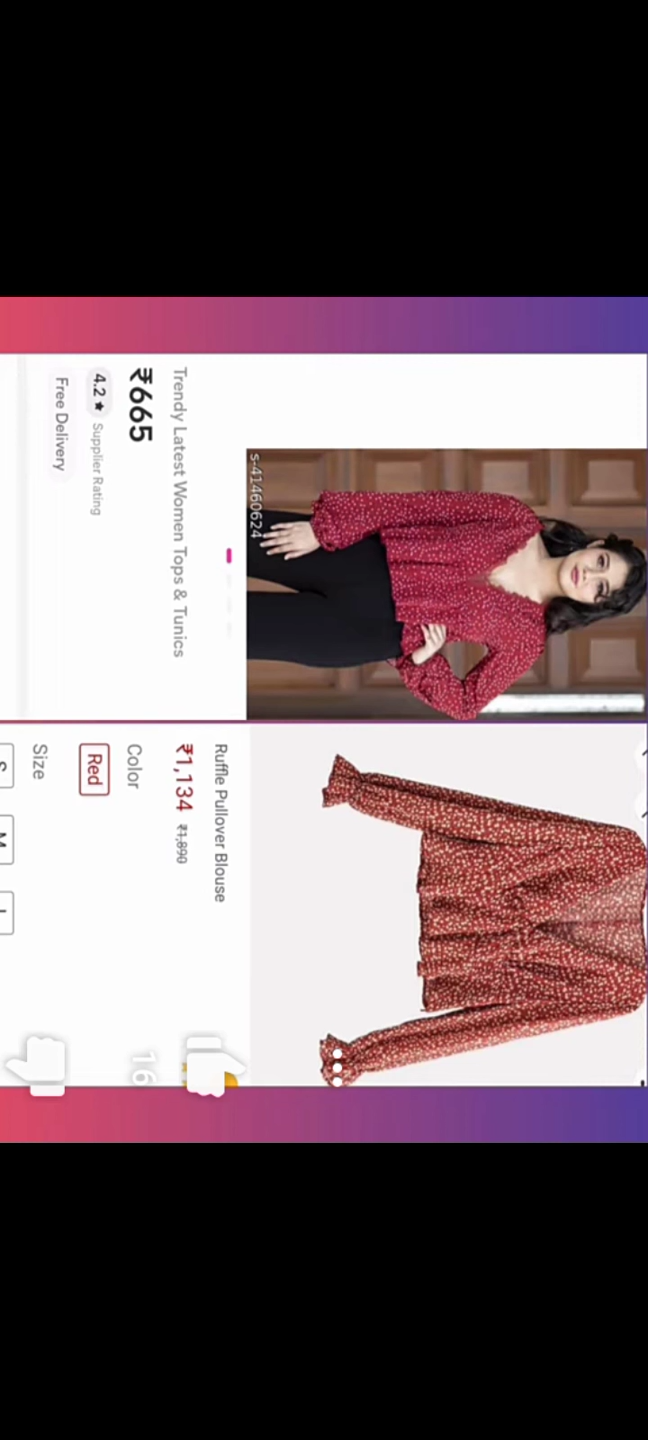 s-41460624
Trendy Latest Women Tops & Tunics
₹665
4.2 ★ Supplier Rating
Free Delivery
Ruffle Pullover Blouse
₹1,134 ₹1,890
Color
Red
Size
S M L
16